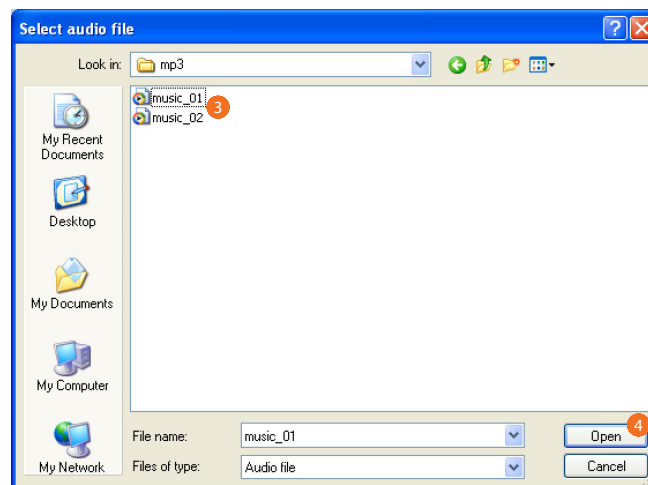 Select audio file
?
Look in: mp3
music_01
3
music_02
My Recent
Documents
Desktop
My Documents
My Computer
My Network
File name: music_01
4
Open
Files of type: Audio file
Cancel